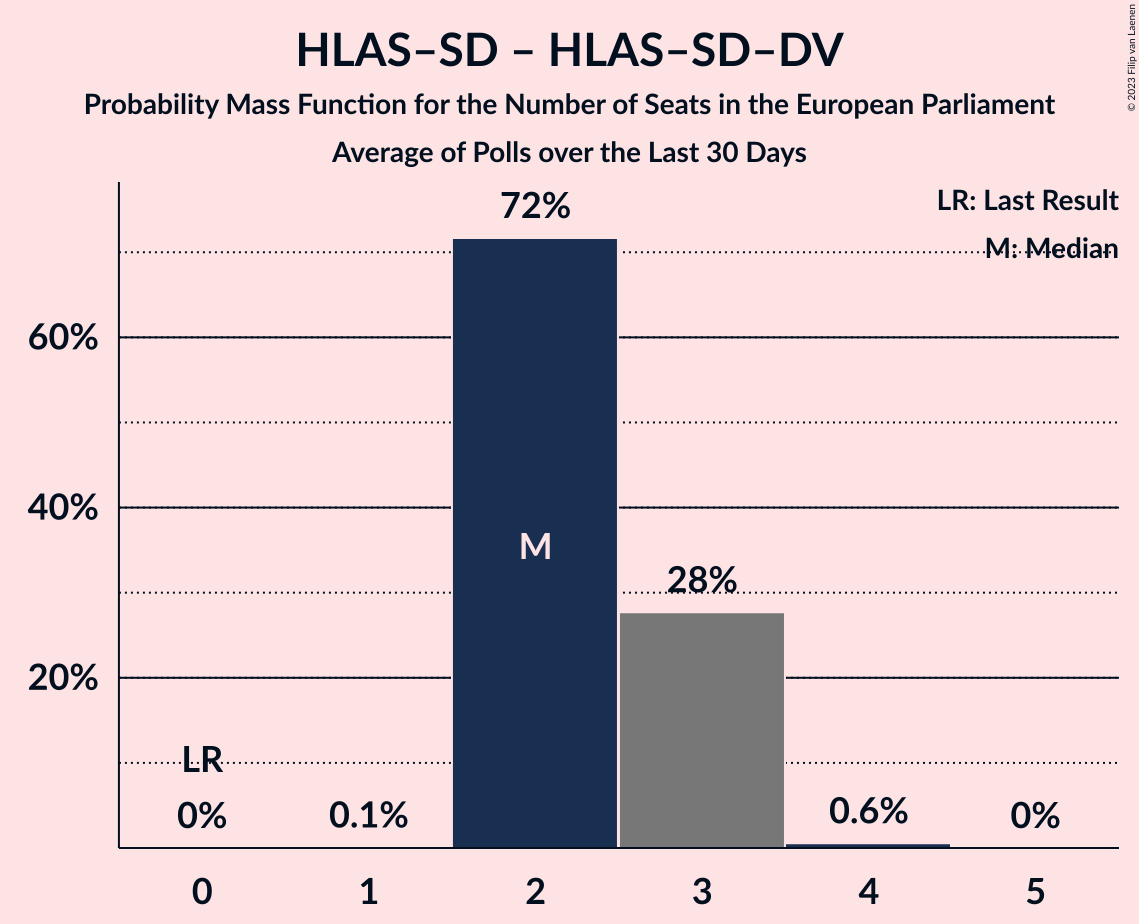 HLAS–SD – HLAS–SD–DV
Probability Mass Function for the Number of Seats in the European Parliament
Average of Polls over the Last 30 Days
© 2023 Filip van Laenen
LR: Last Result
M: Median
72%
60%
40%
M
28%
20%
LR
0%
0.1%
0.6%
0%
0
1
2
3
4
5